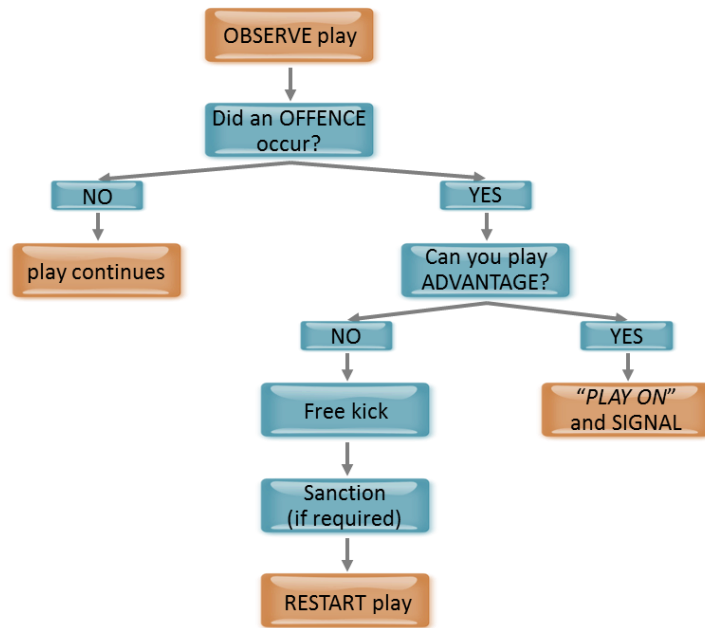 OBSERVE play
Did an OFFENCE
occur?
NO
YES
play continues
Can you play
ADVANTAGE?
NO
YES
Free kick
“PLAY ON”
and SIGNAL
Sanction
(if required)
RESTART play